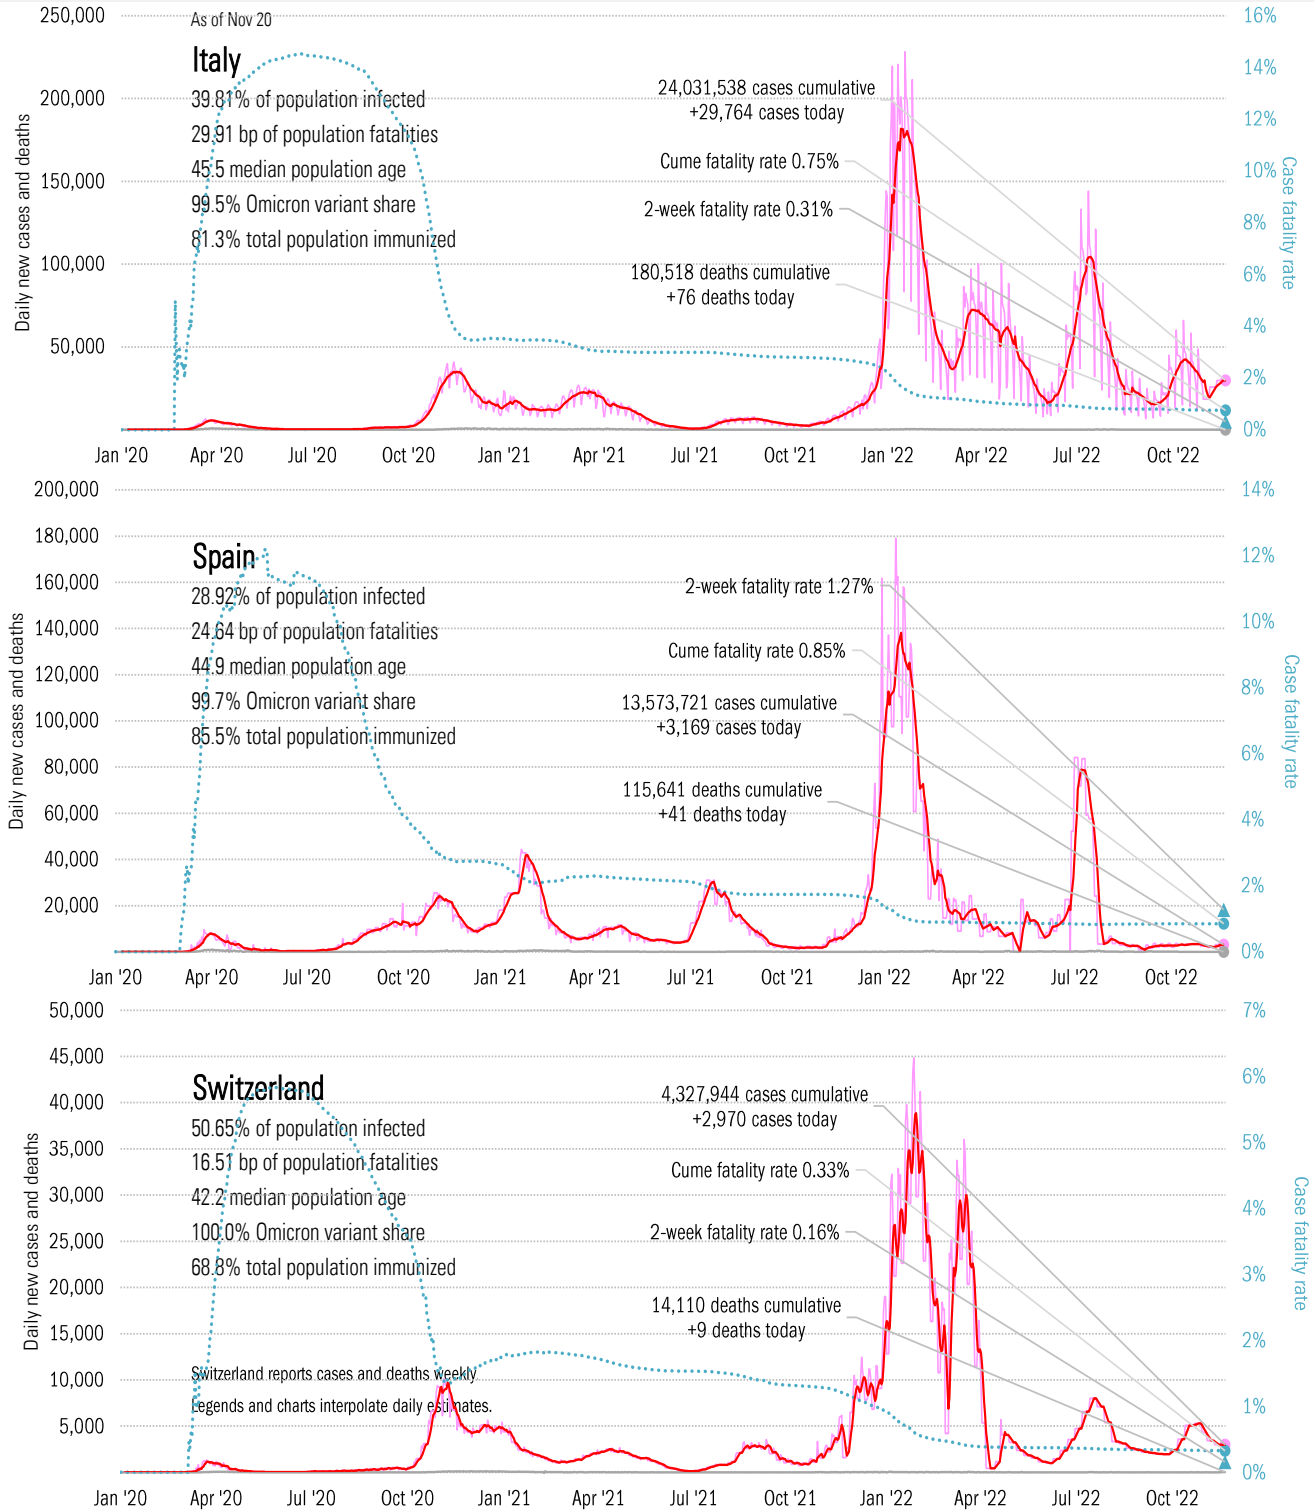 As of Nov 20
Italy
39.81% of population infected
29.91 bp of population fatalities
45.5 median population age
99.5% Omicron variant share
81.3% total population immunized
24,031,538 cases cumulative
+29,764 cases today
Cume fatality rate 0.75%
2-week fatality rate 0.31%
180,518 deaths cumulative
+76 deaths today
Daily new cases and deaths
250,000
200,000
150,000
100,000
50,000
Case fatality rate
16%
14%
12%
10%
8%
6%
4%
2%
0%
Jan '20 Apr '20 Jul '20 Oct '20 Jan '21 Apr '21 Jul '21 Oct '21 Jan '22 Apr '22 Jul '22 Oct '22
Spain
28.92% of population infected
24.64 bp of population fatalities
44.9 median population age
99.7% Omicron variant share
85.5% total population immunized
2-week fatality rate 1.27%
Cume fatality rate 0.85%
13,573,721 cases cumulative
+3,169 cases today
115,641 deaths cumulative
+41 deaths today
Daily new cases and deaths
200,000
180,000
160,000
140,000
120,000
100,000
80,000
60,000
40,000
20,000
Case fatality rate
14%
12%
10%
8%
6%
4%
2%
0%
Jan '20 Apr '20 Jul '20 Oct '20 Jan '21 Apr '21 Jul '21 Oct '21 Jan '22 Apr '22 Jul '22 Oct '22
Switzerland
50.65% of population infected
16.51 bp of population fatalities
42.2 median population age
100.0% Omicron variant share
68.8% total population immunized
4,327,944 cases cumulative
+2,970 cases today
Cume fatality rate 0.33%
2-week fatality rate 0.16%
14,110 deaths cumulative
+9 deaths today
Switzerland reports cases and deaths weekly.
Legends and charts interpolate daily estimates.
Daily new cases and deaths
50,000
45,000
40,000
35,000
30,000
25,000
20,000
15,000
10,000
5,000
Case fatality rate
7%
6%
5%
4%
3%
2%
1%
0%
Jan '20 Apr '20 Jul '20 Oct '20 Jan '21 Apr '21 Jul '21 Oct '21 Jan '22 Apr '22 Jul '22 Oct '22